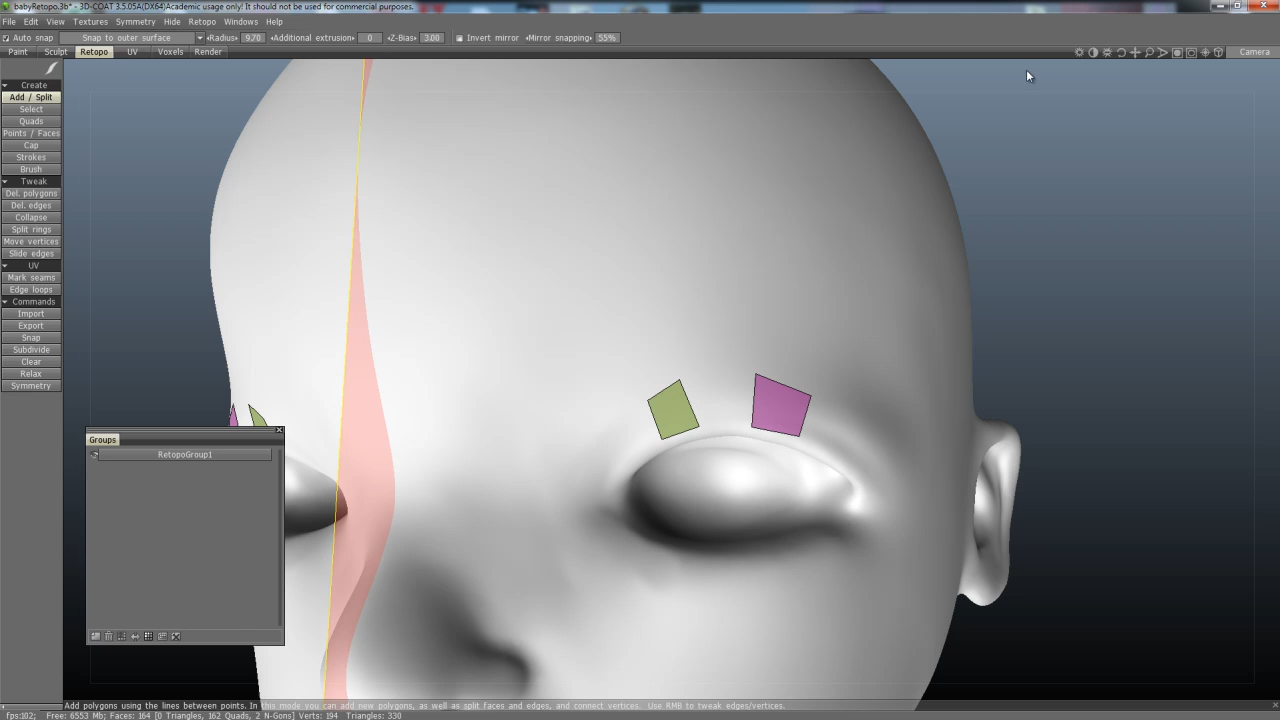 babyRetopo.3b* - 3D-COAT 3.5.05A(DX64)Academic usage only! It should not be used for commercial purposes.
File Edit View Textures Symmetry Hide Retopo Windows Help
Auto snap Snap to outer surface Radius 9.70 Additional extrusion 0 Z-Bias 3.00 Invert mirror Mirror snapping 55%
Paint Sculpt Retopo UV Voxels Render Camera
Create
Add / Split
Select
Quads
Points / Faces
Cap
Strokes
Brush
Tweak
Del. polygons
Del. edges
Collapse
Split rings
Move vertices
Slide edges
UV
Mark seams
Edge loops
Commands
Import
Export
Snap
Subdivide
Clear
Relax
Symmetry
Groups
RetopoGroup1
Add polygons using the lines between points. In this mode you can add new polygons, as well as split faces and edges, and connect vertices. Use RMB to tweak edges/vertices.
fps:102; Free: 6553 Mb; Faces: 164 [0 Triangles, 162 Quads, 2 N-Gons] Verts: 194 Triangles: 330